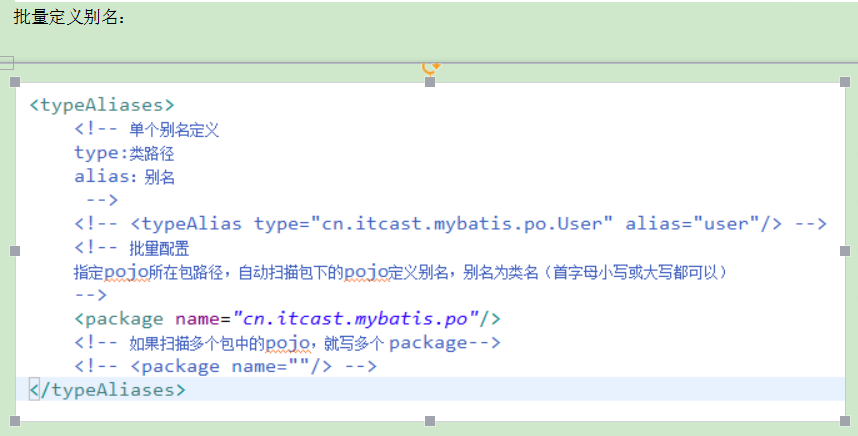 批量定义别名：
<typeAliases>
<!-- 单个别名定义
type:类路径
alias：别名
-->
<!-- <typeAlias type="cn.itcast.mybatis.po.User" alias="user"/> -->
<!-- 批量配置
指定pojo所在包路径，自动扫描包下的pojo定义别名，别名为类名（首字母小写或大写都可以）
-->
<package name="cn.itcast.mybatis.po"/>
<!-- 如果扫描多个包中的pojo，就写多个 package-->
<!-- <package name=""/> -->
</typeAliases>